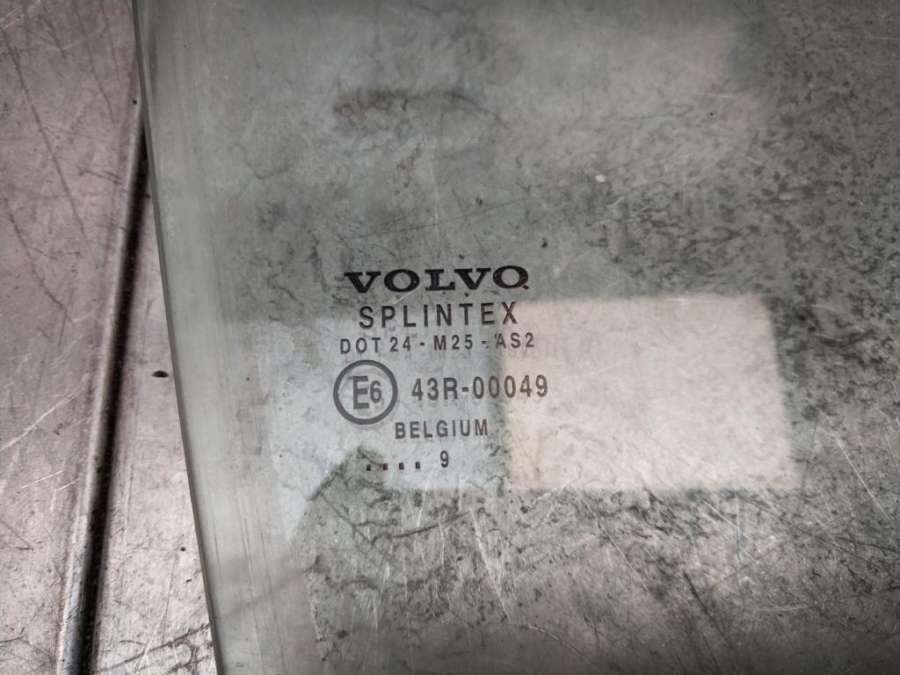 VOLVO
SPLINTEX
DOT 24 - M25 - AS2
E6 43R-00049
BELGIUM
.... 9